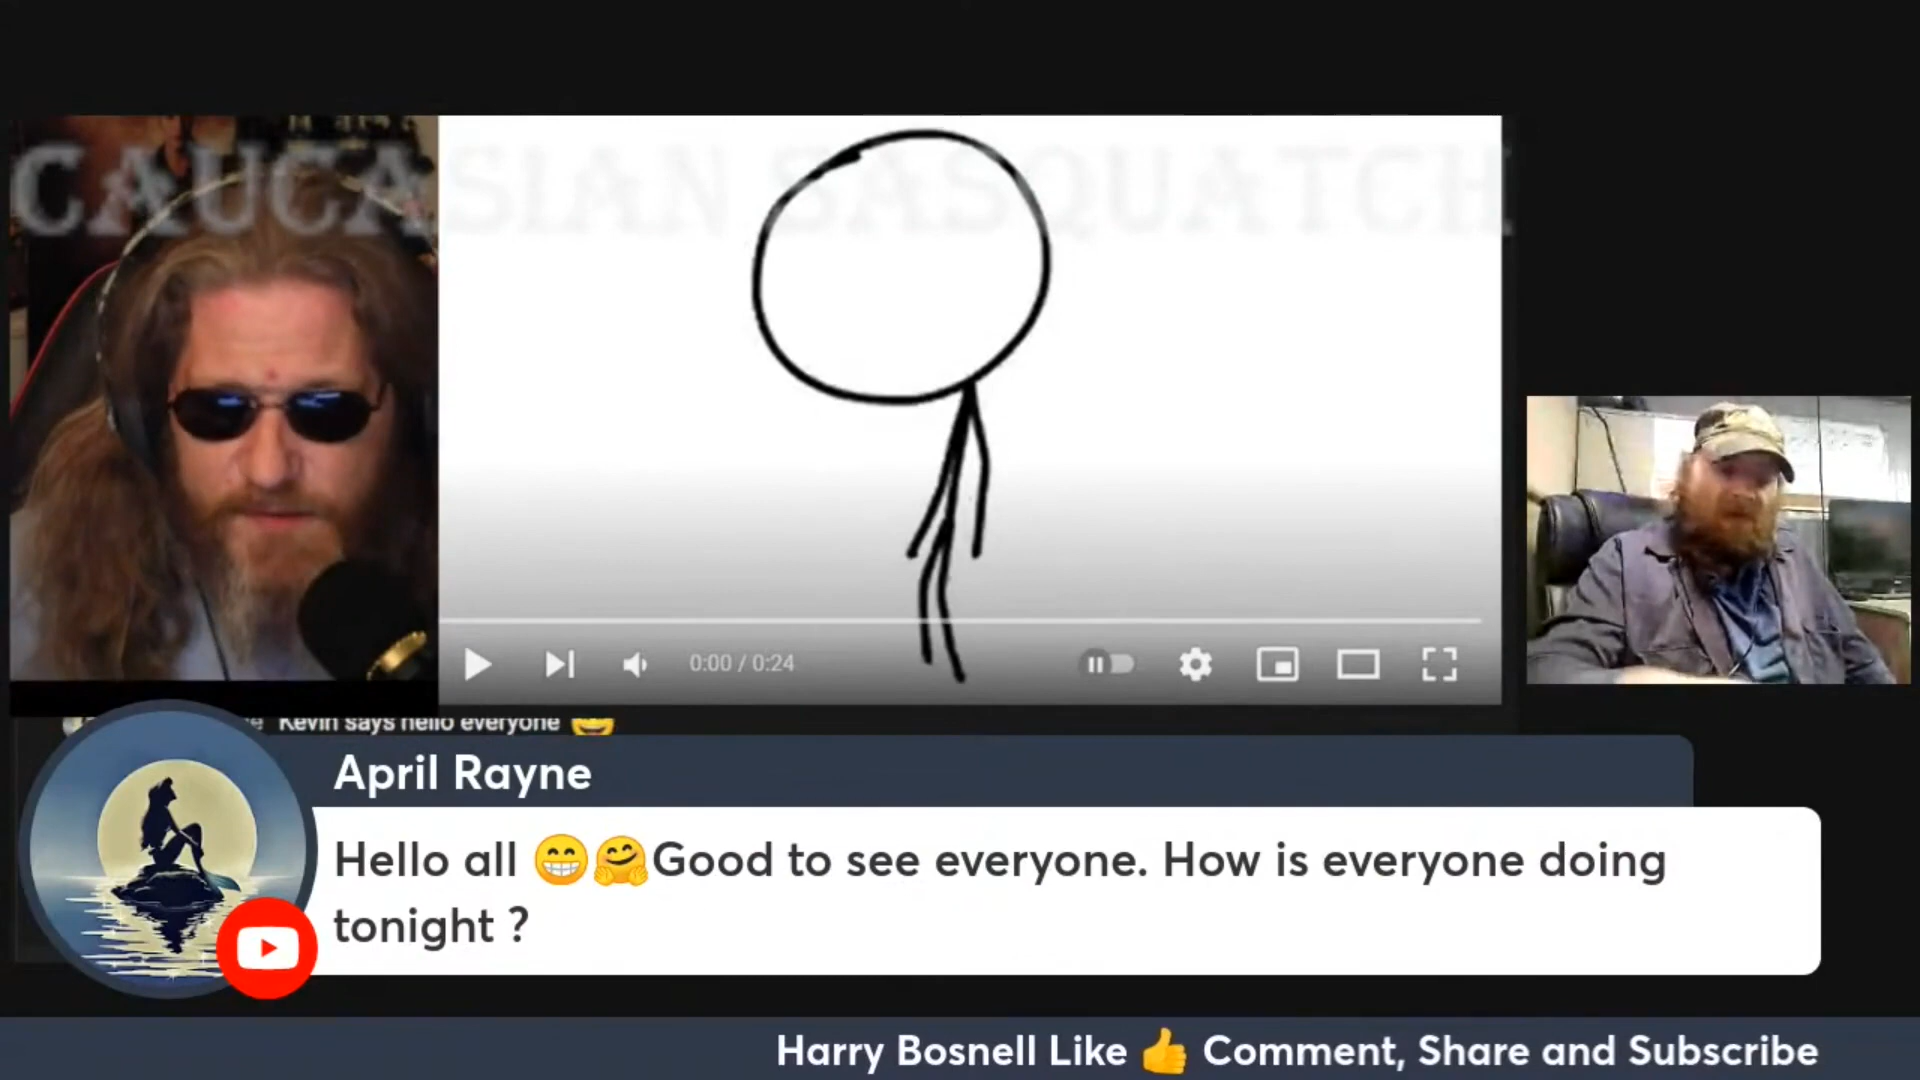 CAUCASIAN SASQUATCH
0:00 / 0:24
Kevin says hello everyone 😄
April Rayne
Hello all 😁🤗Good to see everyone. How is everyone doing
tonight ?
Harry Bosnell Like 👍 Comment, Share and Subscribe